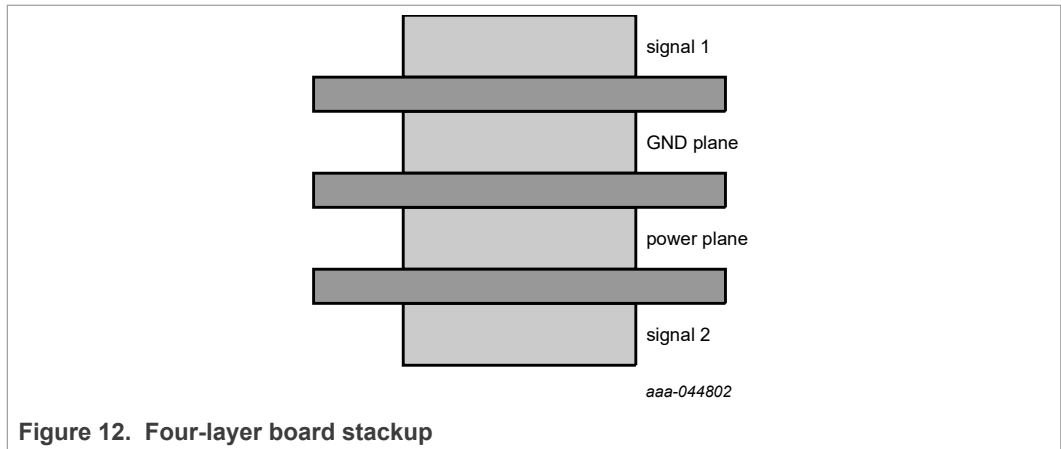 signal 1
GND plane
power plane
signal 2
aaa-044802
Figure 12. Four-layer board stackup